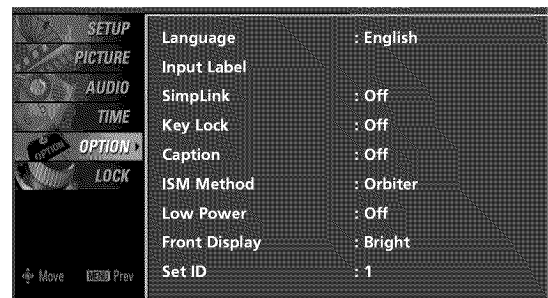 SETUP
PICTURE
AUDIO
TIME
OPTION
LOCK
Move MENU Prev
Language : English
Input Label
SimpLink : Off
Key Lock : Off
Caption : Off
ISM Method : Orbiter
Low Power : Off
Front Display : Bright
Set ID : 1
OPTION